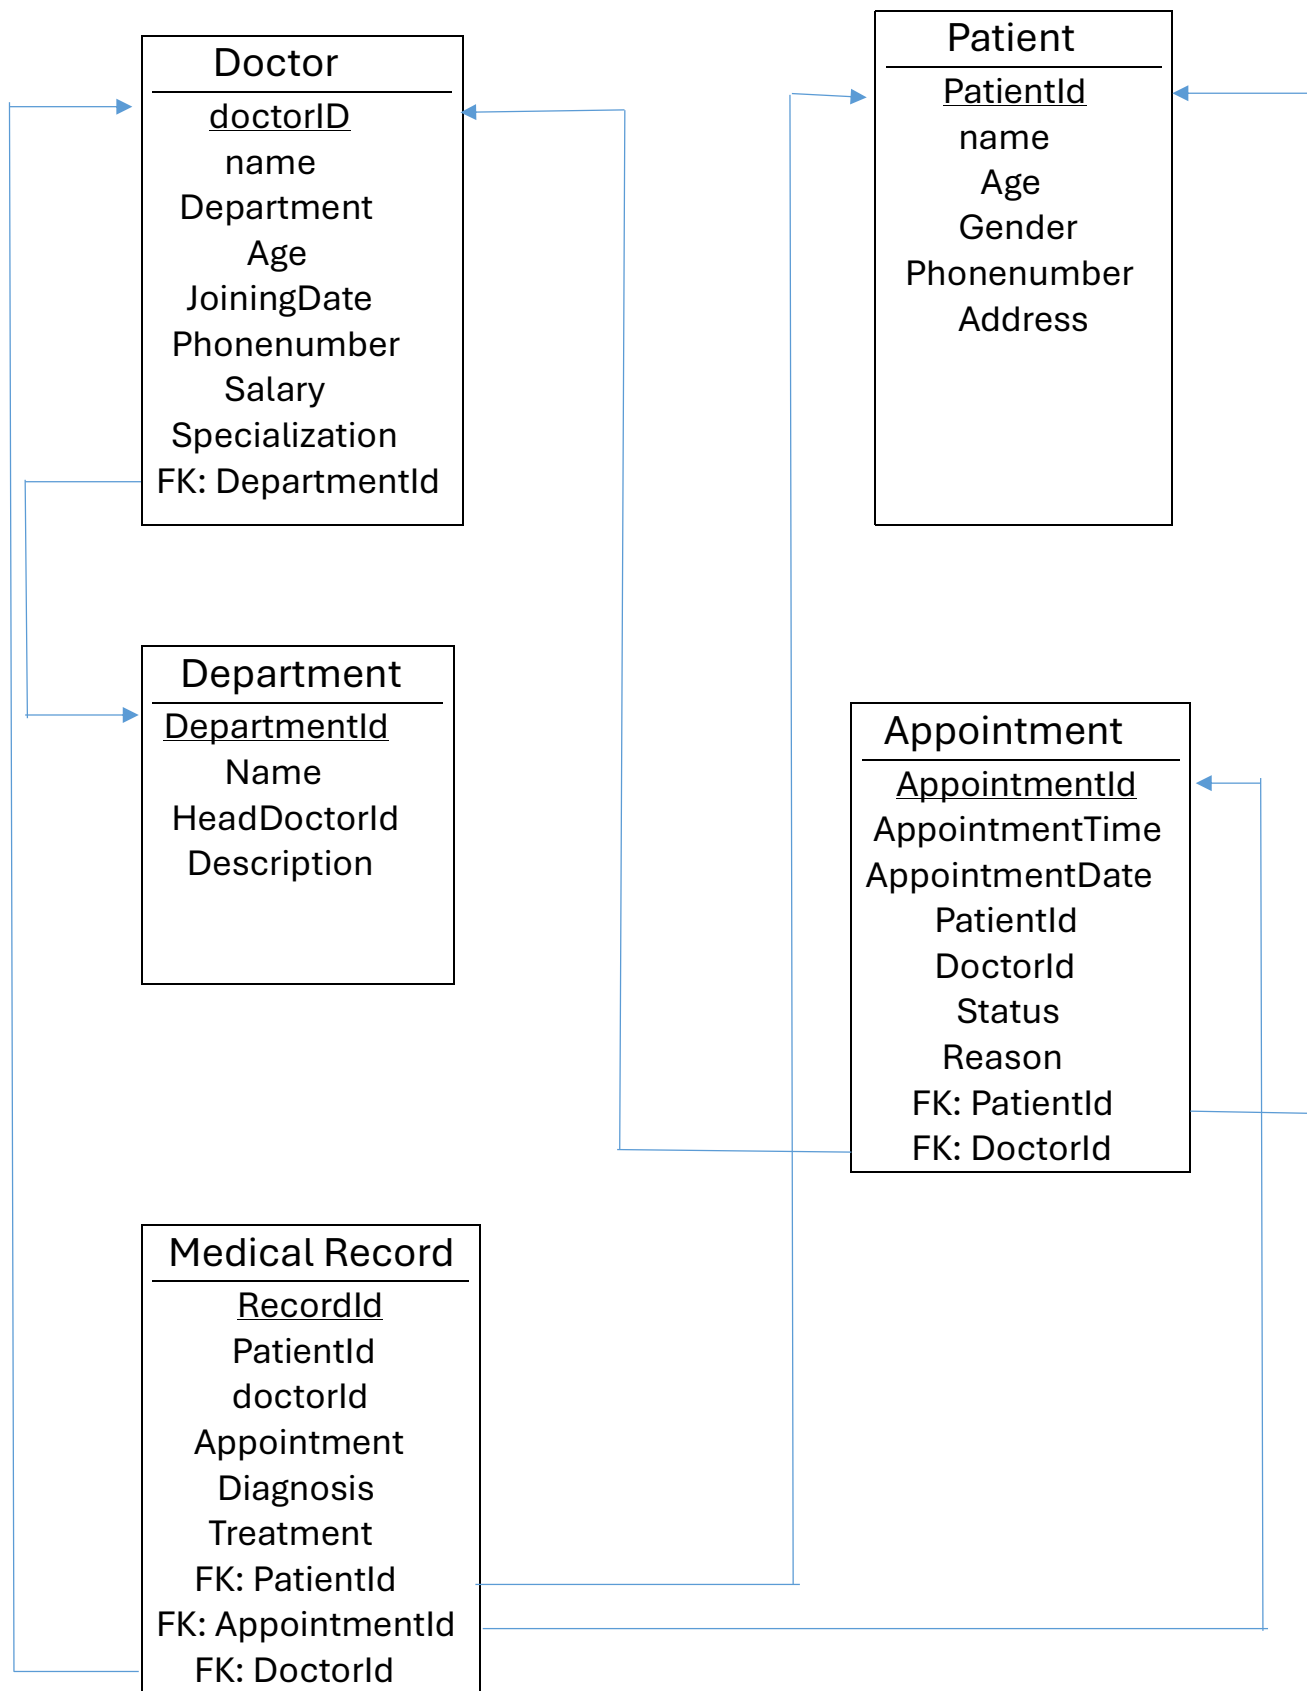 Doctor
doctorID
name
Department
Age
JoiningDate
Phonenumber
Salary
Specialization
FK: DepartmentId
Patient
PatientId
name
Age
Gender
Phonenumber
Address
Department
DepartmentId
Name
HeadDoctorId
Description
Appointment
AppointmentId
AppointmentTime
AppointmentDate
PatientId
DoctorId
Status
Reason
FK: PatientId
FK: DoctorId
Medical Record
RecordId
PatientId
doctorId
Appointment
Diagnosis
Treatment
FK: PatientId
FK: AppointmentId
FK: DoctorId